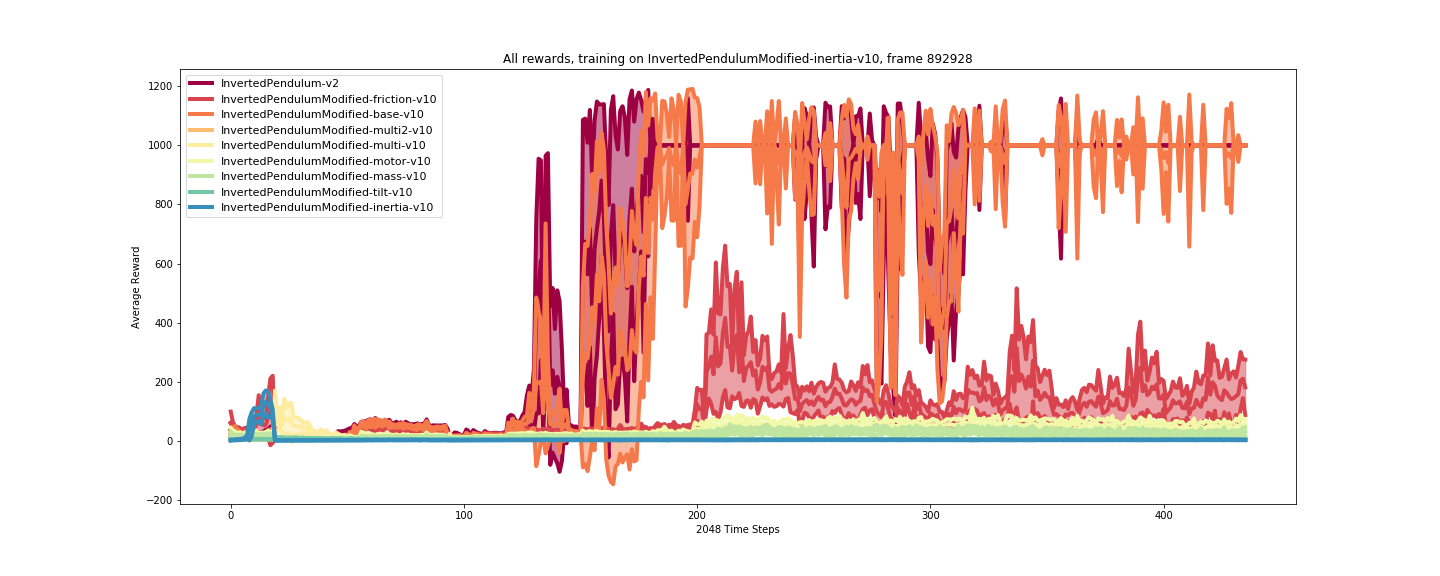 All rewards, training on InvertedPendulumModified-inertia-v10, frame 892928
InvertedPendulum-v2
InvertedPendulumModified-friction-v10
InvertedPendulumModified-base-v10
InvertedPendulumModified-multi2-v10
InvertedPendulumModified-multi-v10
InvertedPendulumModified-motor-v10
InvertedPendulumModified-mass-v10
InvertedPendulumModified-tilt-v10
InvertedPendulumModified-inertia-v10
Average Reward
1200
1000
800
600
400
200
0
−200
0 100 200 300 400
2048 Time Steps